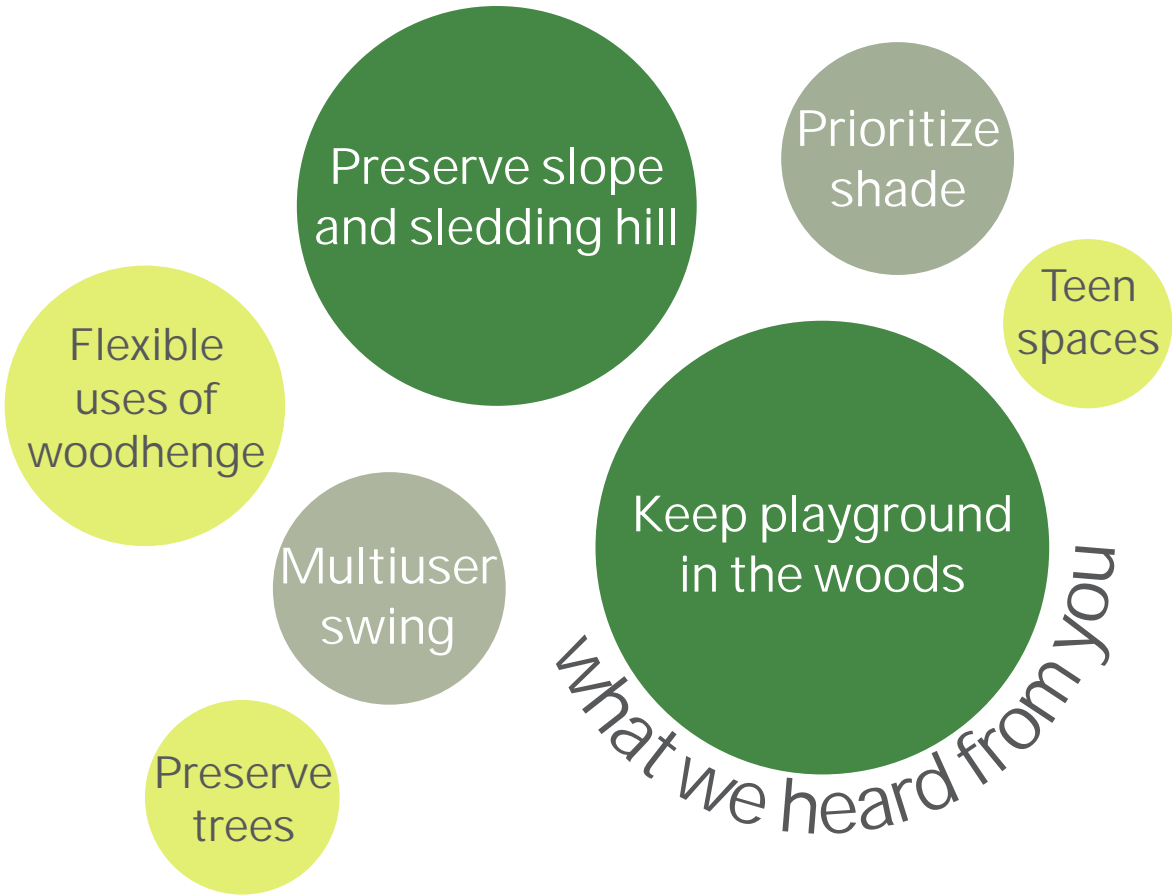 Preserve slope
and sledding hill
Prioritize
shade
Teen
spaces
Flexible
uses of
woodhenge
Keep playground
in the woods
Multiuser
swing
what we heard from you
Preserve
trees